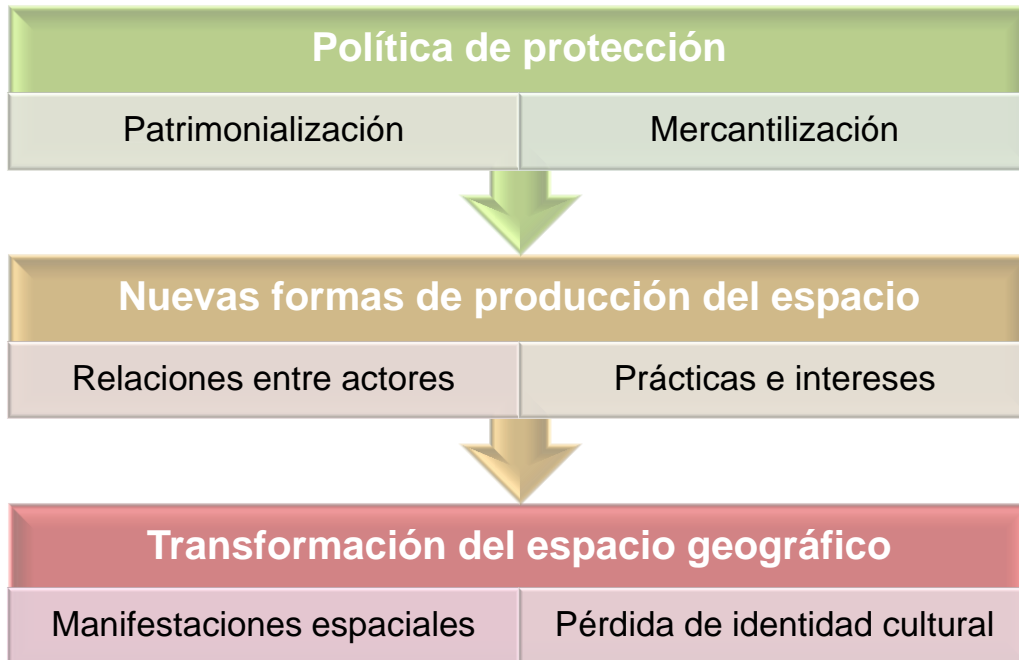 Política de protección
Patrimonialización
Mercantilización
Nuevas formas de producción del espacio
Relaciones entre actores
Prácticas e intereses
Transformación del espacio geográfico
Manifestaciones espaciales
Pérdida de identidad cultural